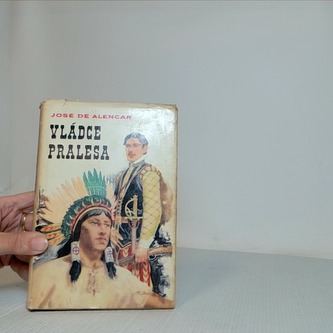 JOSÉ DE ALENCAR
VLÁDCE
PRALESA